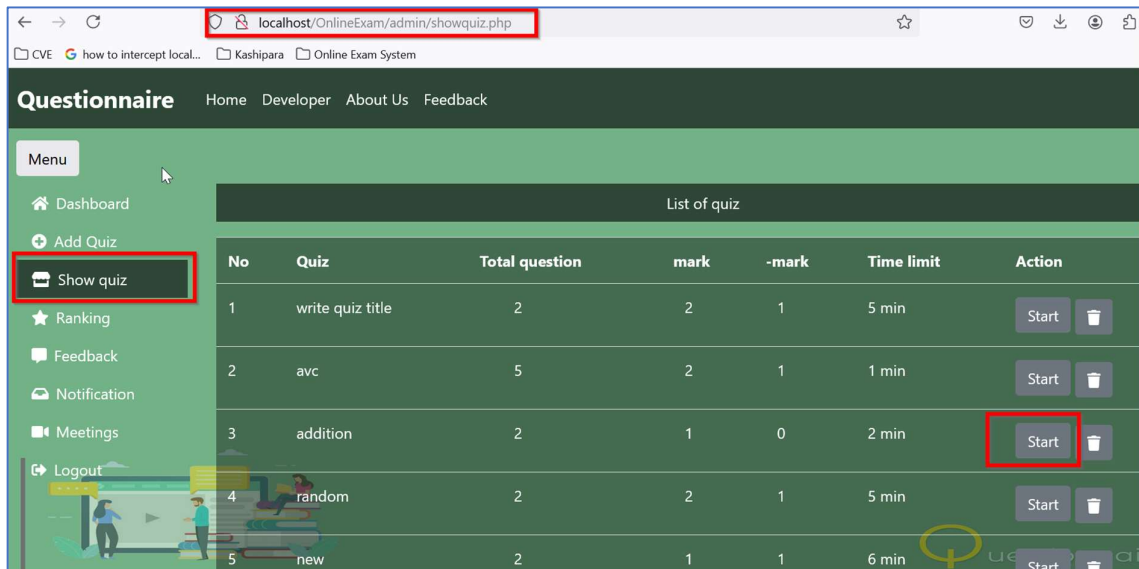 localhost/OnlineExam/admin/showquiz.php
CVE how to intercept local... Kashipara Online Exam System
Questionnaire Home Developer About Us Feedback
Menu
Dashboard
Add Quiz
Show quiz
Ranking
Feedback
Notification
Meetings
Logout
List of quiz
No Quiz Total question mark -mark Time limit Action
1 write quiz title 2 2 1 5 min Start
2 avc 5 2 1 1 min Start
3 addition 2 1 0 2 min Start
4 random 2 2 1 5 min Start
5 new 2 1 1 6 min Start